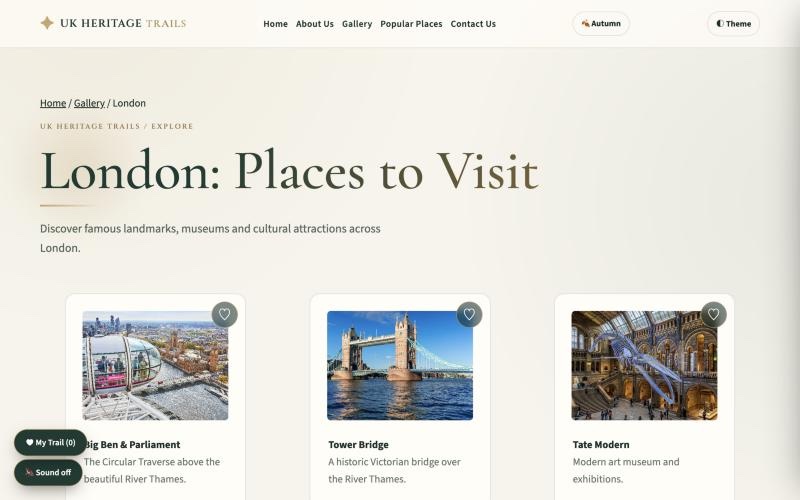 UK HERITAGE TRAILS
Home About Us Gallery Popular Places Contact Us
Autumn
Theme
Home / Gallery / London
UK HERITAGE TRAILS / EXPLORE
London: Places to Visit
Discover famous landmarks, museums and cultural attractions across
London.
Big Ben & Parliament
The Circular Traverse above the
beautiful River Thames.
Tower Bridge
A historic Victorian bridge over
the River Thames.
Tate Modern
Modern art museum and
exhibitions.
My Trail (0)
Sound off